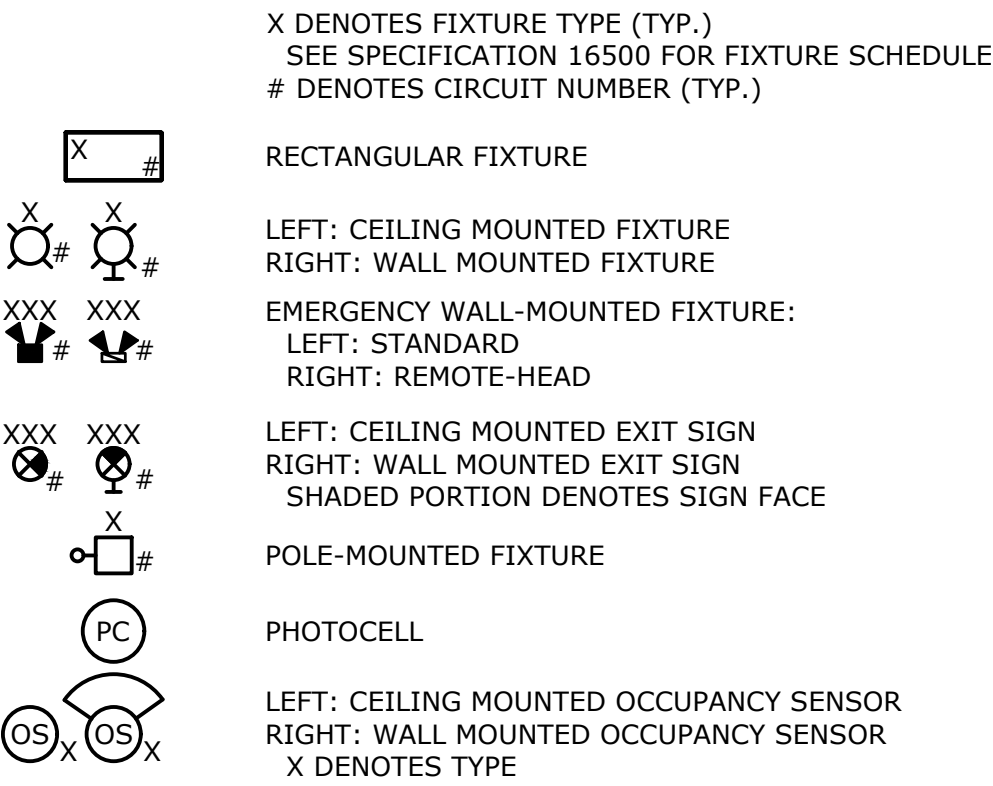 X DENOTES FIXTURE TYPE (TYP.)
SEE SPECIFICATION 16500 FOR FIXTURE SCHEDULE
# DENOTES CIRCUIT NUMBER (TYP.)
X
#
RECTANGULAR FIXTURE
X X
# #
LEFT: CEILING MOUNTED FIXTURE
RIGHT: WALL MOUNTED FIXTURE
XXX XXX
# #
EMERGENCY WALL-MOUNTED FIXTURE:
LEFT: STANDARD
RIGHT: REMOTE-HEAD
XXX XXX
# #
LEFT: CEILING MOUNTED EXIT SIGN
RIGHT: WALL MOUNTED EXIT SIGN
SHADED PORTION DENOTES SIGN FACE
X
#
POLE-MOUNTED FIXTURE
PC
PHOTOCELL
OS X OS X
LEFT: CEILING MOUNTED OCCUPANCY SENSOR
RIGHT: WALL MOUNTED OCCUPANCY SENSOR
X DENOTES TYPE